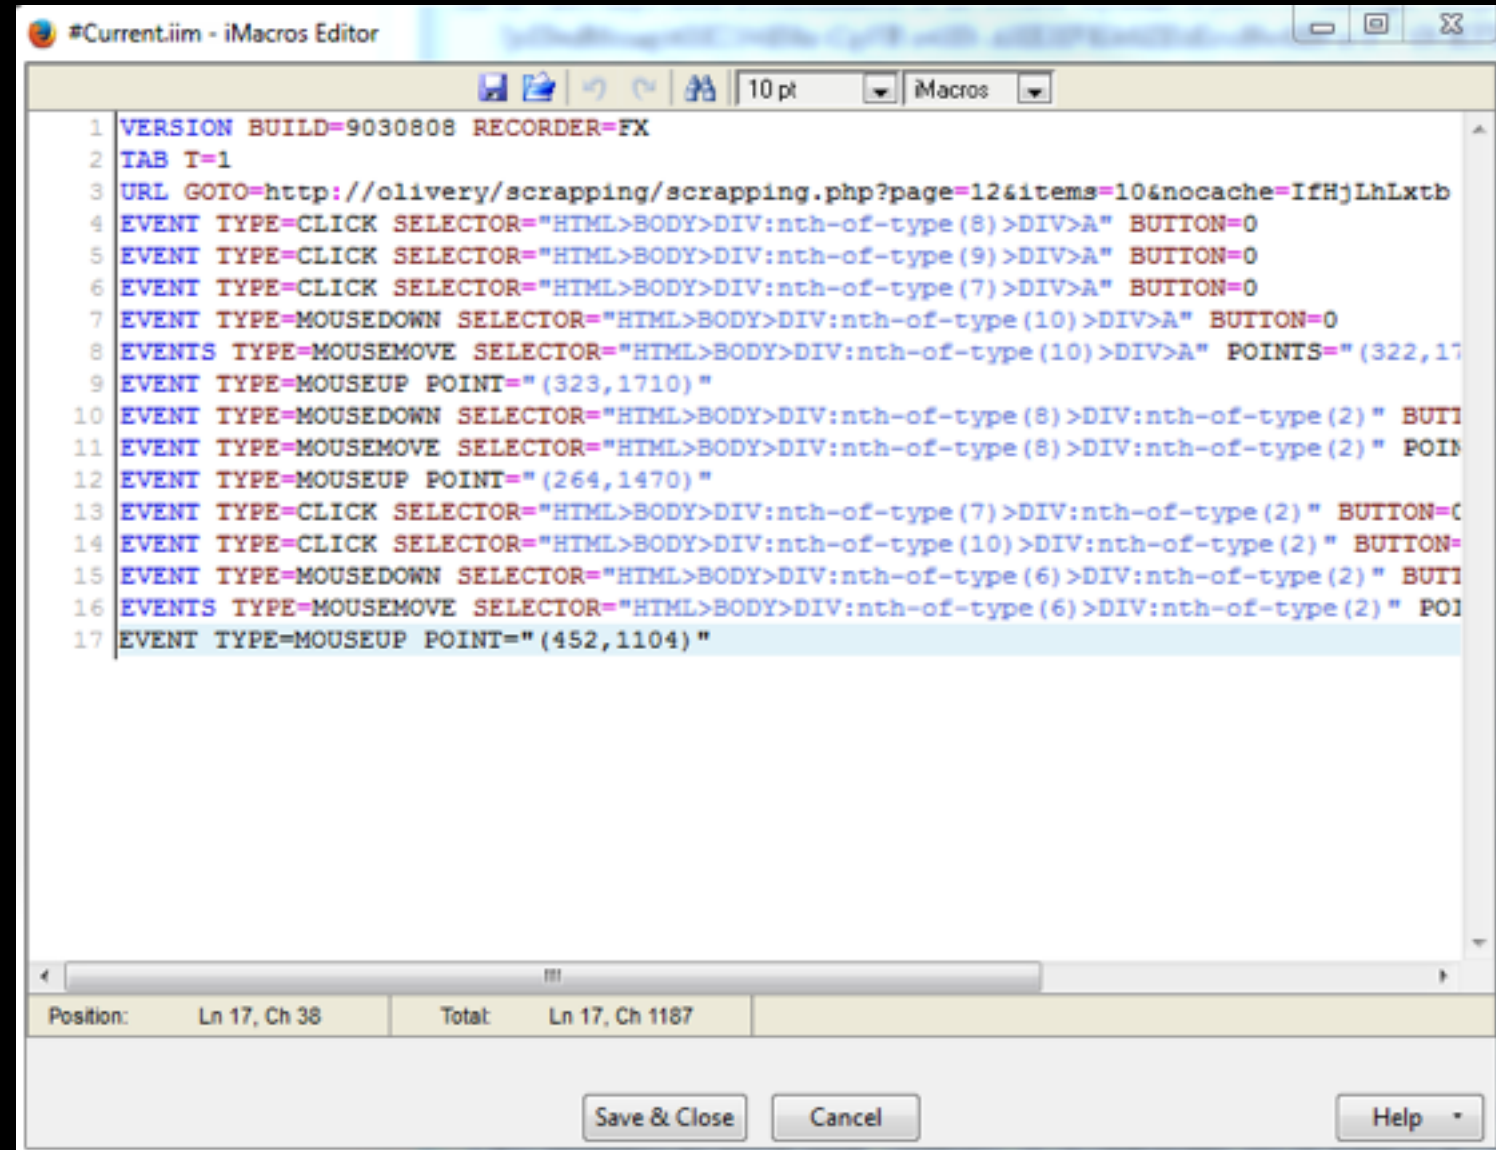 #Current.iim - iMacros Editor
10 pt iMacros
1 VERSION BUILD=9030808 RECORDER=FX
2 TAB T=1
3 URL GOTO=http://olivery/scrapping/scrapping.php?page=12&items=10&nocache=IfHjLhLxtb
4 EVENT TYPE=CLICK SELECTOR="HTML>BODY>DIV:nth-of-type(8)>DIV>A" BUTTON=0
5 EVENT TYPE=CLICK SELECTOR="HTML>BODY>DIV:nth-of-type(9)>DIV>A" BUTTON=0
6 EVENT TYPE=CLICK SELECTOR="HTML>BODY>DIV:nth-of-type(7)>DIV>A" BUTTON=0
7 EVENT TYPE=MOUSEDOWN SELECTOR="HTML>BODY>DIV:nth-of-type(10)>DIV>A" BUTTON=0
8 EVENTS TYPE=MOUSEMOVE SELECTOR="HTML>BODY>DIV:nth-of-type(10)>DIV>A" POINTS="(322,17
9 EVENT TYPE=MOUSEUP POINT="(323,1710)"
10 EVENT TYPE=MOUSEDOWN SELECTOR="HTML>BODY>DIV:nth-of-type(8)>DIV:nth-of-type(2)" BUTT
11 EVENT TYPE=MOUSEMOVE SELECTOR="HTML>BODY>DIV:nth-of-type(8)>DIV:nth-of-type(2)" POIN
12 EVENT TYPE=MOUSEUP POINT="(264,1470)"
13 EVENT TYPE=CLICK SELECTOR="HTML>BODY>DIV:nth-of-type(7)>DIV:nth-of-type(2)" BUTTON=0
14 EVENT TYPE=CLICK SELECTOR="HTML>BODY>DIV:nth-of-type(10)>DIV:nth-of-type(2)" BUTTON=
15 EVENT TYPE=MOUSEDOWN SELECTOR="HTML>BODY>DIV:nth-of-type(6)>DIV:nth-of-type(2)" BUTT
16 EVENTS TYPE=MOUSEMOVE SELECTOR="HTML>BODY>DIV:nth-of-type(6)>DIV:nth-of-type(2)" POI
17 EVENT TYPE=MOUSEUP POINT="(452,1104)"
Position: Ln 17, Ch 38 Total: Ln 17, Ch 1187
Save & Close Cancel Help